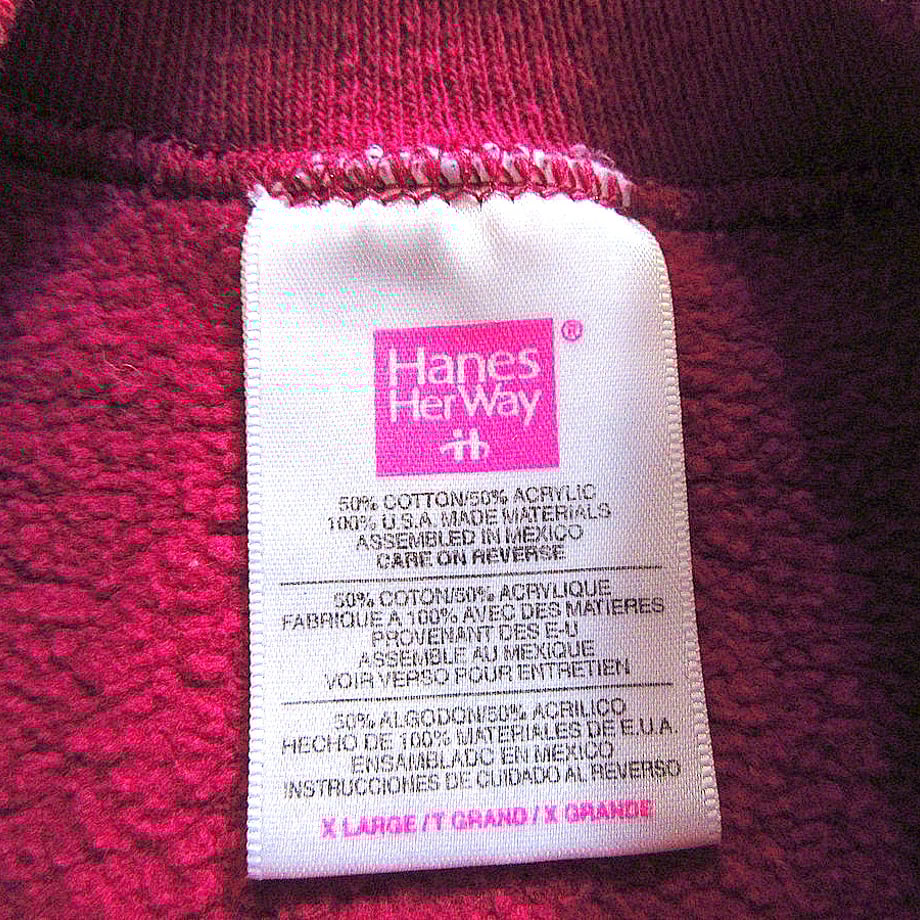 Hanes
HerWay
®
50% COTTON/50% ACRYLIC
100% U.S.A. MADE MATERIALS
ASSEMBLED IN MEXICO
CARE ON REVERSE
50% COTON/50% ACRYLIQUE
FABRIQUE A 100% AVEC DES MATIERES
PROVENANT DES E-U
ASSEMBLE AU MEXIQUE
VOIR VERSO POUR ENTRETIEN
50% ALGODON/50% ACRILICO
HECHO DE 100% MATERIALES DE E.U.A.
ENSAMBLADO EN MEXICO
INSTRUCCIONES DE CUIDADO AL REVERSO
X LARGE / T GRAND / X GRANDE